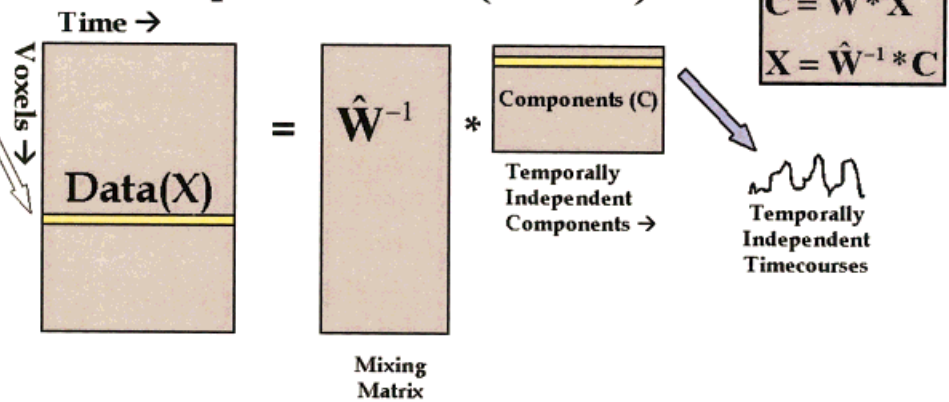 Time →
C = W * X
X = Ŵ⁻¹ * C
Voxels →
Data(X)
=
Ŵ⁻¹
*
Components (C)
Temporally
Independent
Components →
Temporally
Independent
Timecourses
Mixing
Matrix